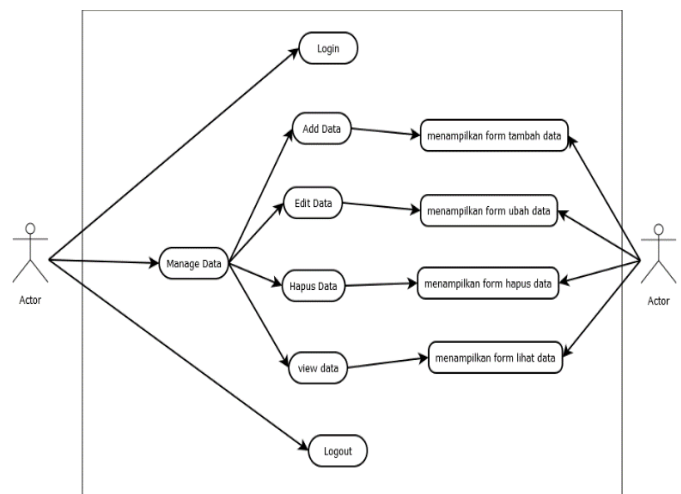 Login
Add Data
menampilkan form tambah data
Edit Data
menampilkan form ubah data
Manage Data
Hapus Data
menampilkan form hapus data
Actor
Actor
view data
menampilkan form lihat data
Logout